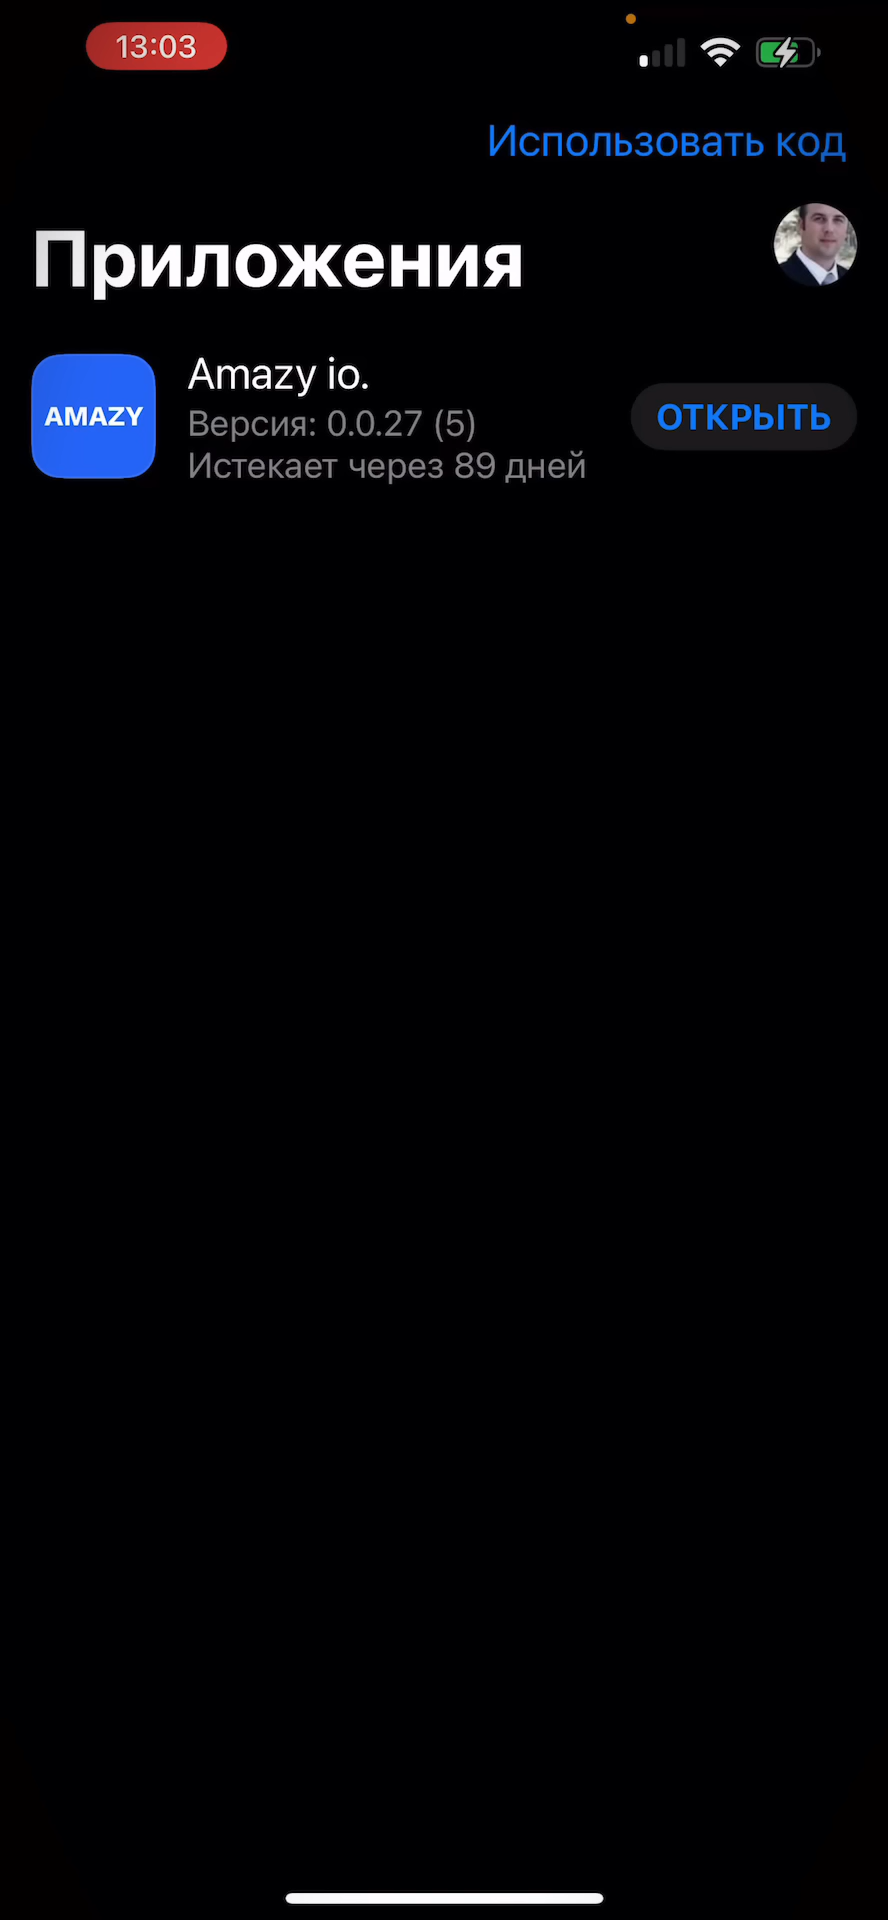 13:03
Использовать код
Приложения
AMAZY
Amazy io.
Версия: 0.0.27 (5)
Истекает через 89 дней
ОТКРЫТЬ